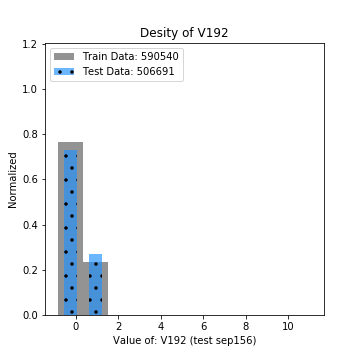 Desity of V192
Train Data: 590540
Test Data: 506691
1.2
1.0
0.8
0.6
0.4
0.2
0.0
Normalized
0 2 4 6 8 10
Value of: V192 (test sep156)